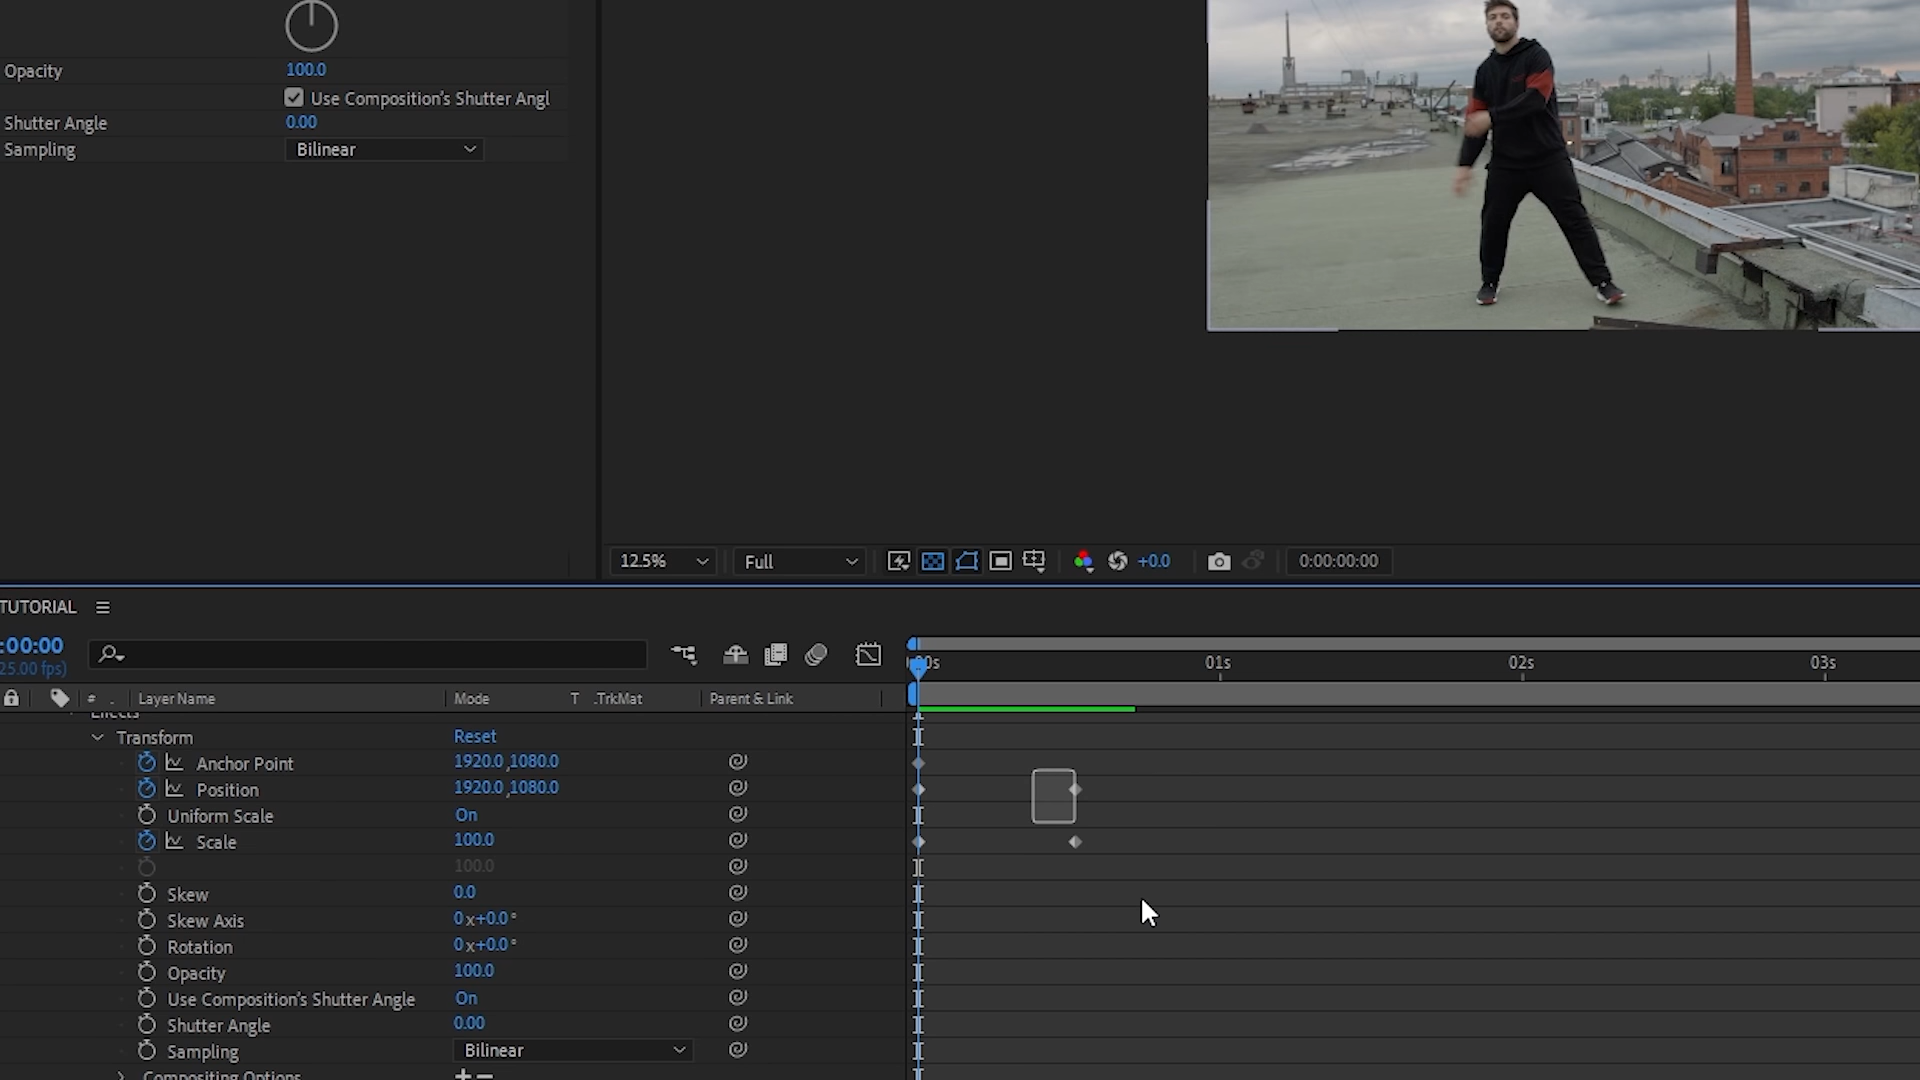 Opacity 100.0
Use Composition's Shutter Angl
Shutter Angle 0.00
Sampling Bilinear
12.5% Full +0.0 0:00:00:00
TUTORIAL
:00:00
25.00 fps)
00s 01s 02s 03s
# . Layer Name Mode T .TrkMat Parent & Link
Effects
Transform Reset
Anchor Point 1920.0,1080.0
Position 1920.0,1080.0
Uniform Scale On
Scale 100.0
100.0
Skew 0.0
Skew Axis 0x+0.0°
Rotation 0x+0.0°
Opacity 100.0
Use Composition's Shutter Angle On
Shutter Angle 0.00
Sampling Bilinear
Compositing Options + −